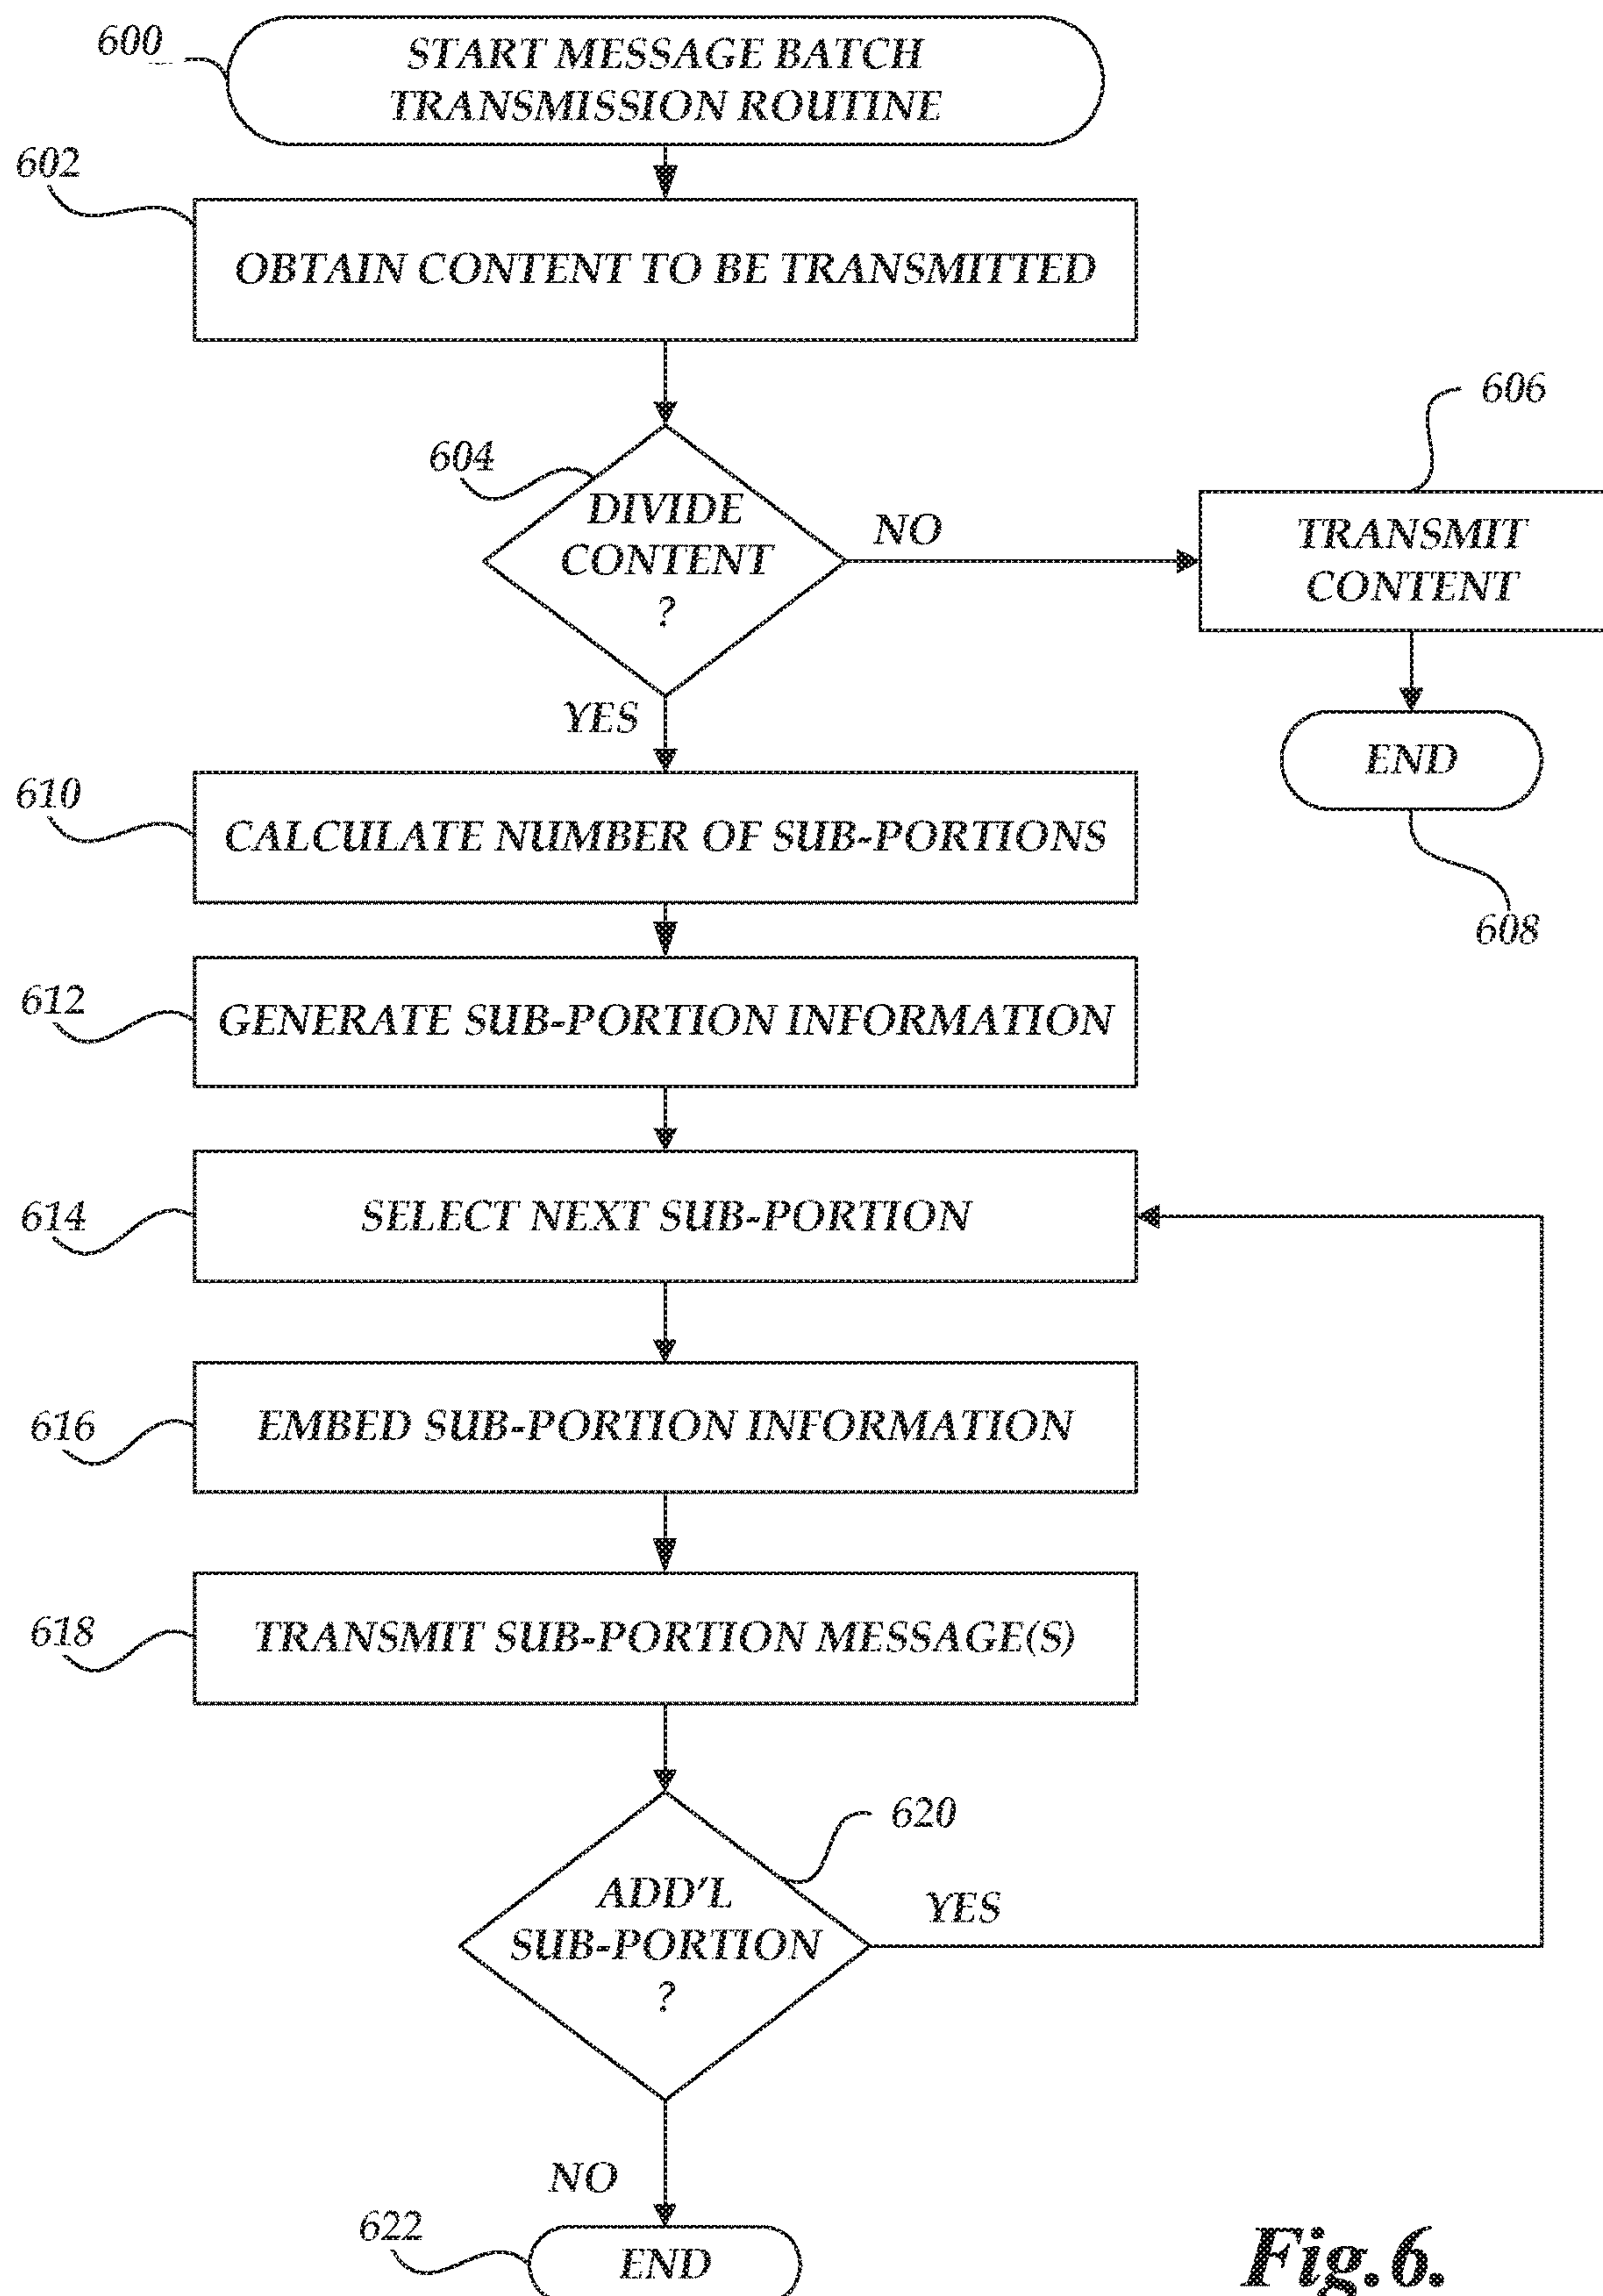 600
START MESSAGE BATCH
TRANSMISSION ROUTINE
602
OBTAIN CONTENT TO BE TRANSMITTED
604
DIVIDE
CONTENT
?
NO
606
TRANSMIT
CONTENT
END
608
YES
610
CALCULATE NUMBER OF SUB-PORTIONS
612
GENERATE SUB-PORTION INFORMATION
614
SELECT NEXT SUB-PORTION
616
EMBED SUB-PORTION INFORMATION
618
TRANSMIT SUB-PORTION MESSAGE(S)
620
ADD'L
SUB-PORTION
?
YES
NO
622
END
Fig.6.